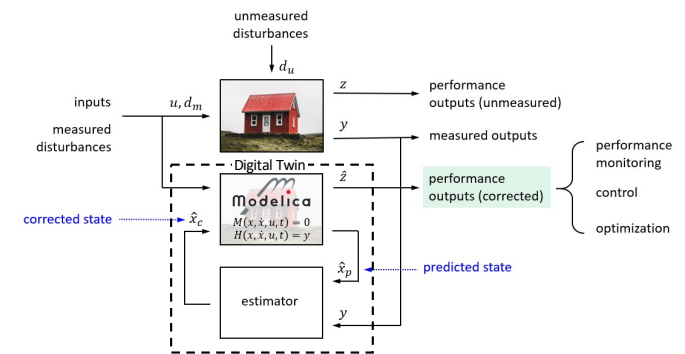 unmeasured
disturbances
d_u
inputs
measured
disturbances
u, d_m
z
performance
outputs (unmeasured)
y
measured outputs
Digital Twin
ẑ
performance
outputs (corrected)
performance
monitoring
control
optimization
Modelica
M(x, ẋ, u, t) = 0
H(x, ẋ, u, t) = y
corrected state
x̂_c
x̂_p
predicted state
estimator
y